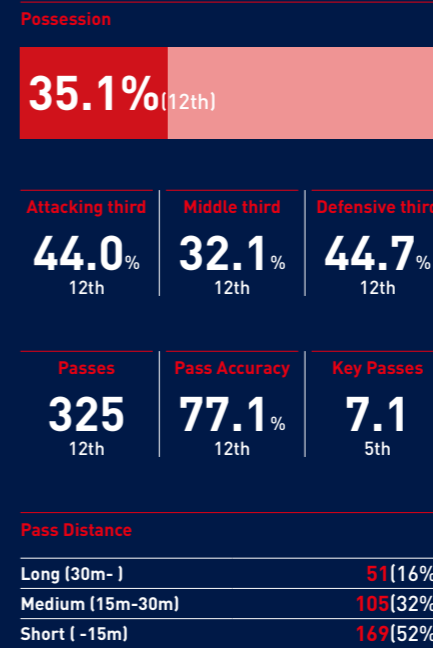 Possession
35.1%(12th)
Attacking third Middle third Defensive third
44.0% 32.1% 44.7%
12th 12th 12th
Passes Pass Accuracy Key Passes
325 77.1% 7.1
12th 12th 5th
Pass Distance
Long (30m- ) 51(16%
Medium (15m-30m) 105(32%
Short ( -15m) 169(52%